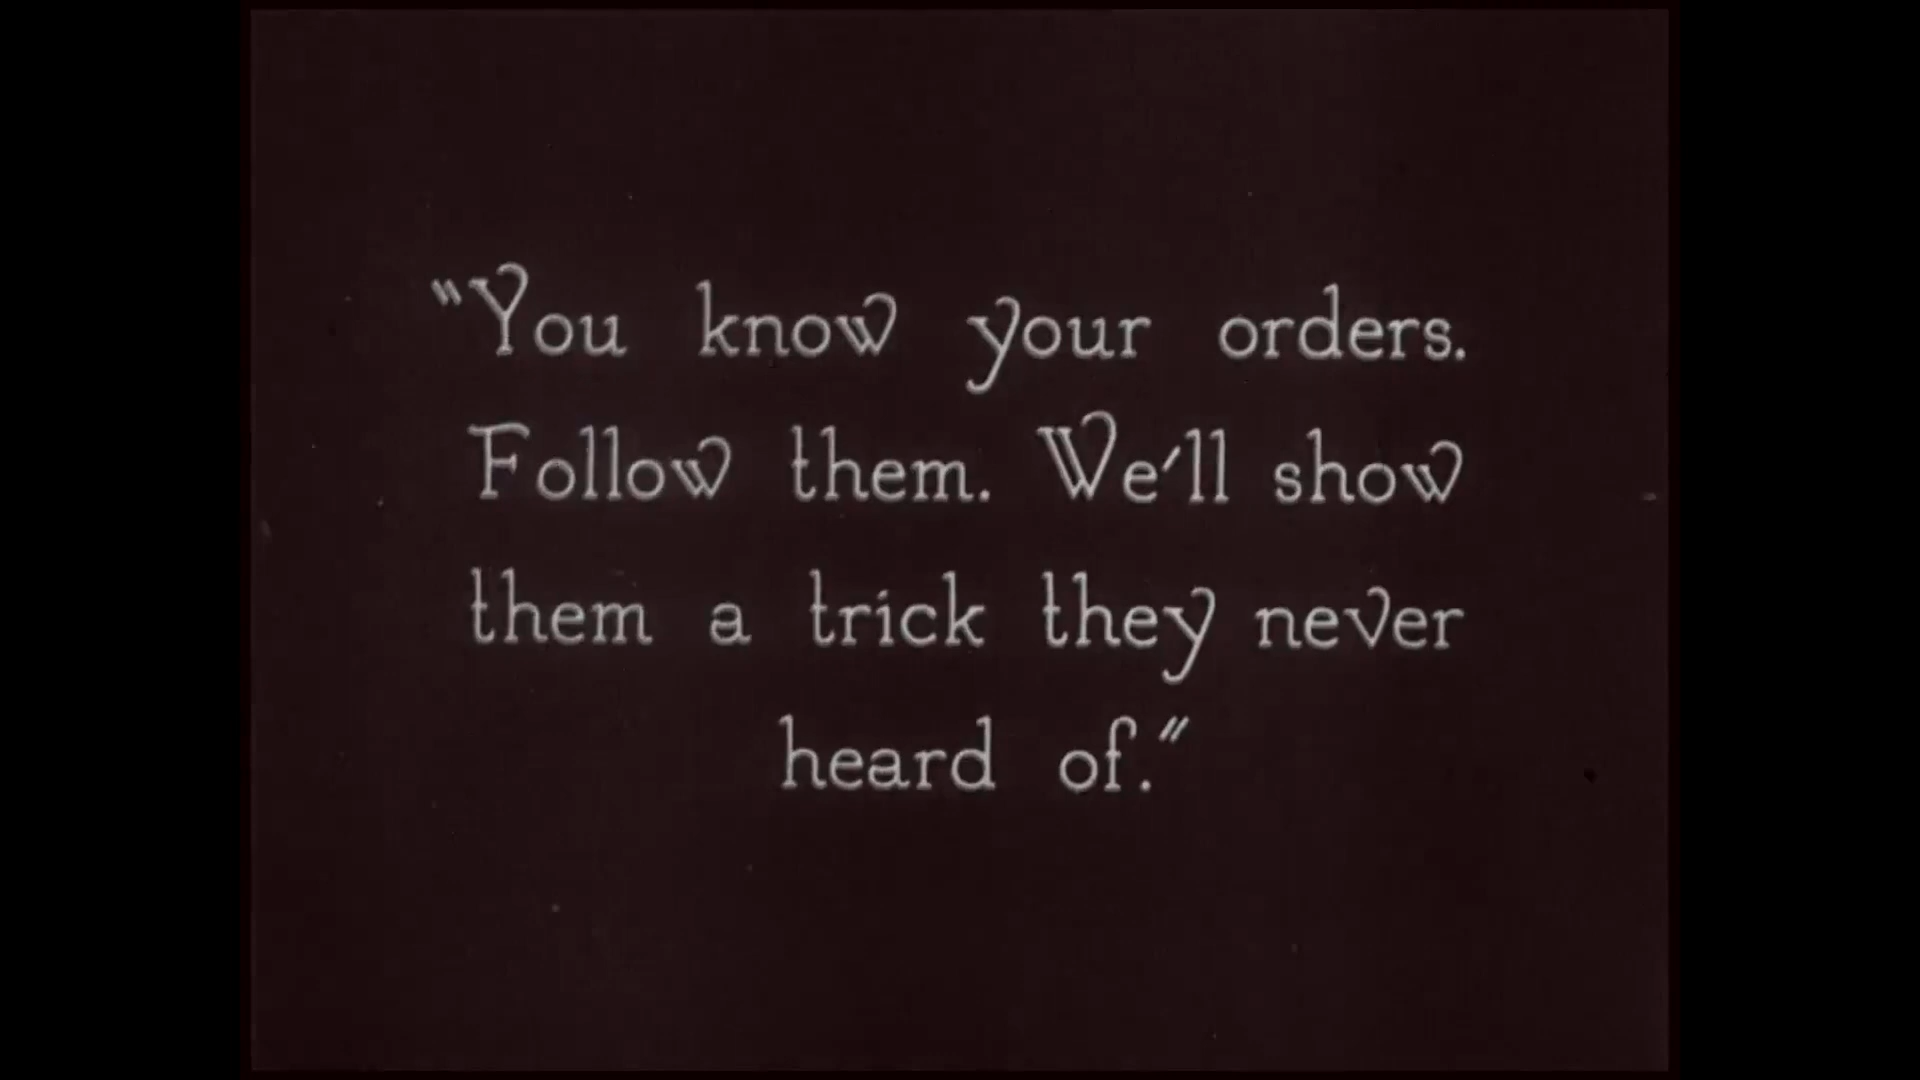 "You know your orders.
Follow them. We'll show
them a trick they never
heard of."